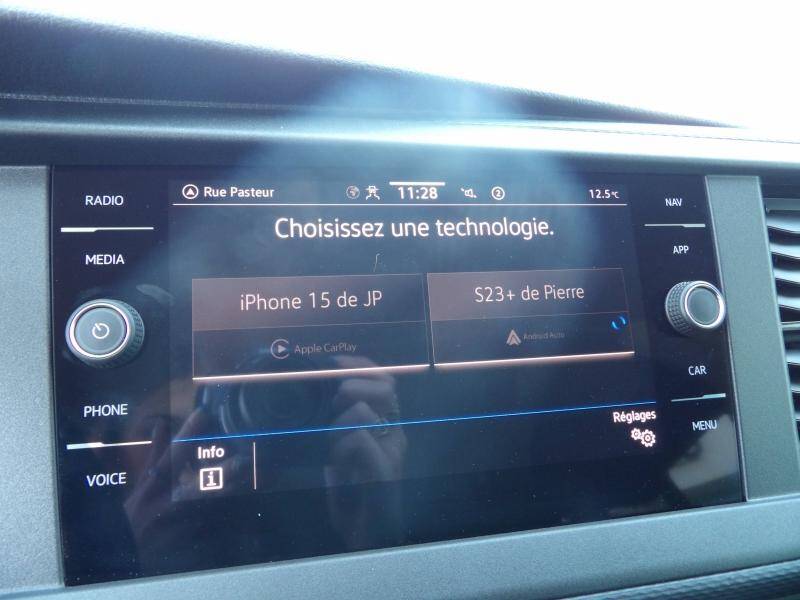 RADIO
MEDIA
PHONE
VOICE
Rue Pasteur 11:28 2 12.5°C
Choisissez une technologie.
iPhone 15 de JP
Apple CarPlay
S23+ de Pierre
Android Auto
Info
Réglages
NAV
APP
CAR
MENU